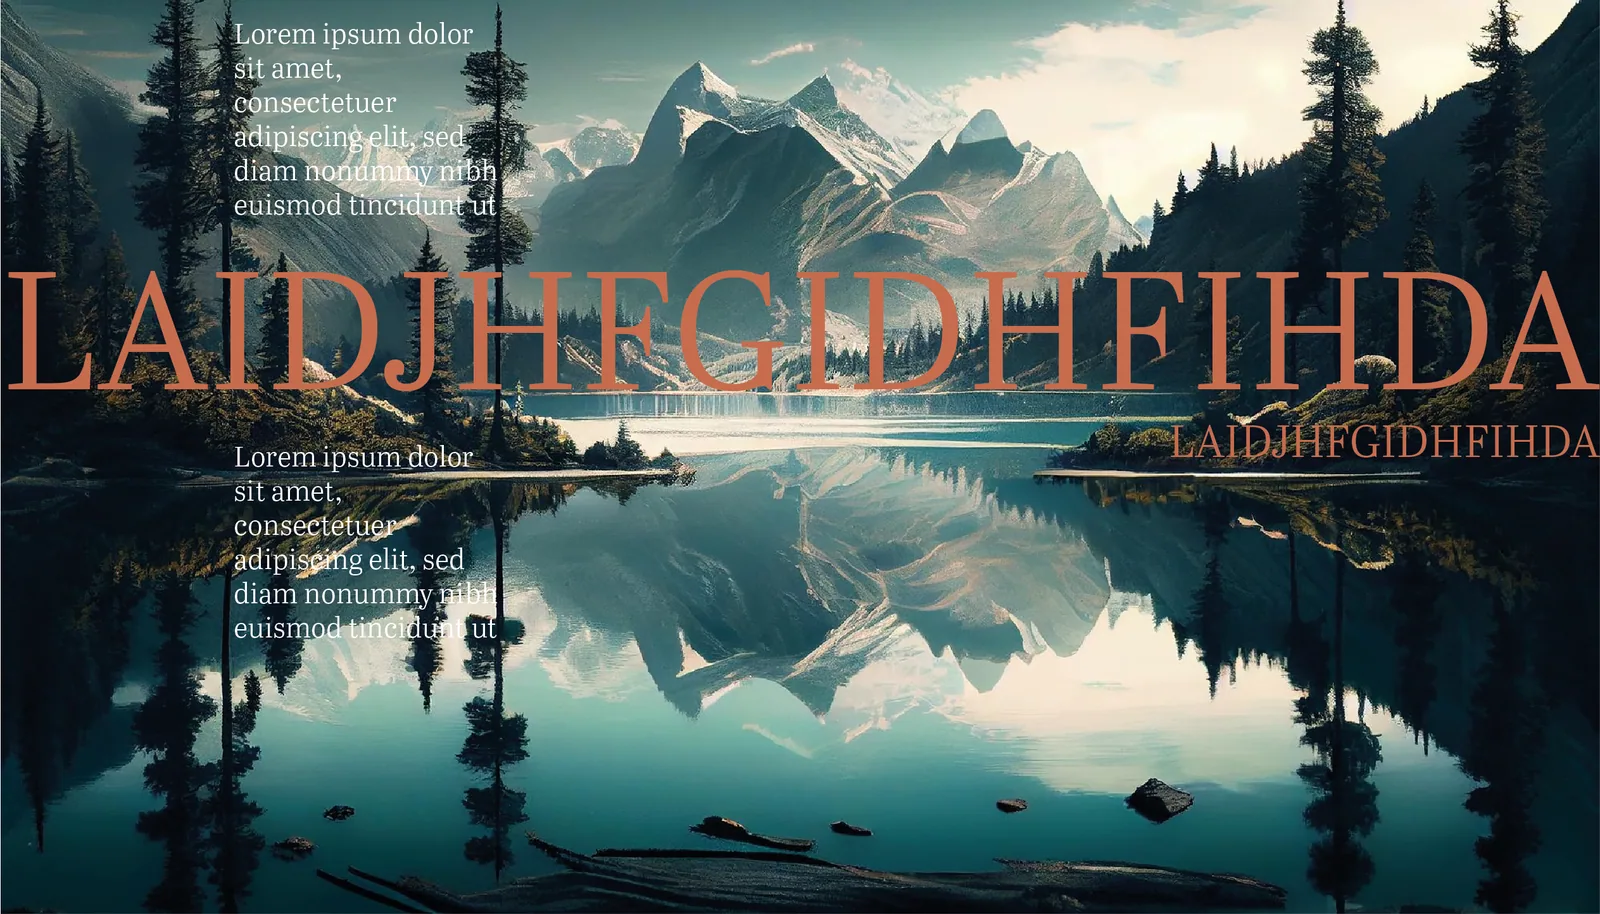 Lorem ipsum dolor
sit amet,
consectetuer
adipiscing elit, sed
diam nonummy nibh
euismod tincidunt ut
LAIDJHFGIDHFIHDA
LAIDJHFGIDHFIHDA
Lorem ipsum dolor
sit amet,
consectetuer
adipiscing elit, sed
diam nonummy nibh
euismod tincidunt ut